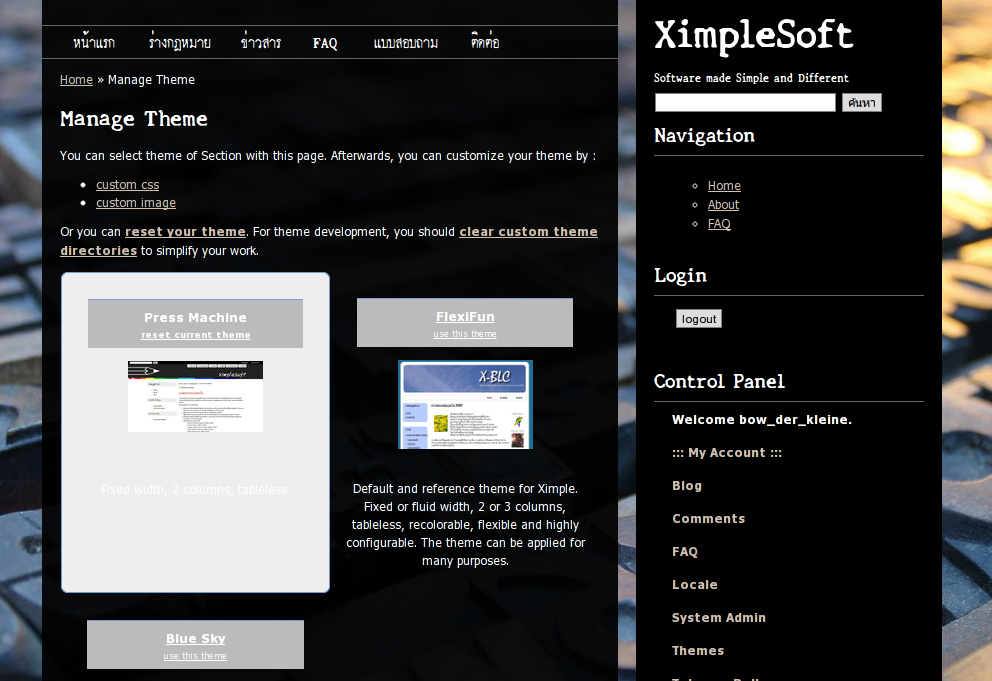 หน้าแรก ร่างกฎหมาย ข่าวสาร FAQ แบบสอบถาม ติดต่อ
Home » Manage Theme
Manage Theme
You can select theme of Section with this page. Afterwards, you can customize your theme by :
custom css
custom image
Or you can reset your theme. For theme development, you should clear custom theme
directories to simplify your work.
Press Machine
reset current theme
XimpleSoft
Fixed width, 2 columns, tableless.
FlexiFun
use this theme
X-BLC
Default and reference theme for Ximple.
Fixed or fluid width, 2 or 3 columns,
tableless, recolorable, flexible and highly
configurable. The theme can be applied for
many purposes.
Blue Sky
use this theme
XimpleSoft
Software made Simple and Different
ค้นหา
Navigation
Home
About
FAQ
Login
logout
Control Panel
Welcome bow_der_kleine.
::: My Account :::
Blog
Comments
FAQ
Locale
System Admin
Themes